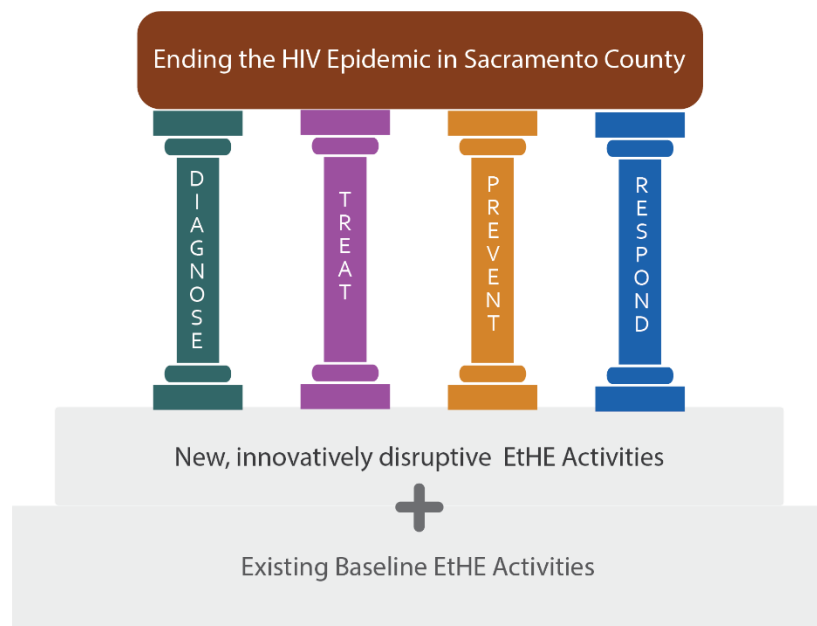 Ending the HIV Epidemic in Sacramento County
DIAGNOSE
TREAT
PREVENT
RESPOND
New, innovatively disruptive EtHE Activities
+
Existing Baseline EtHE Activities